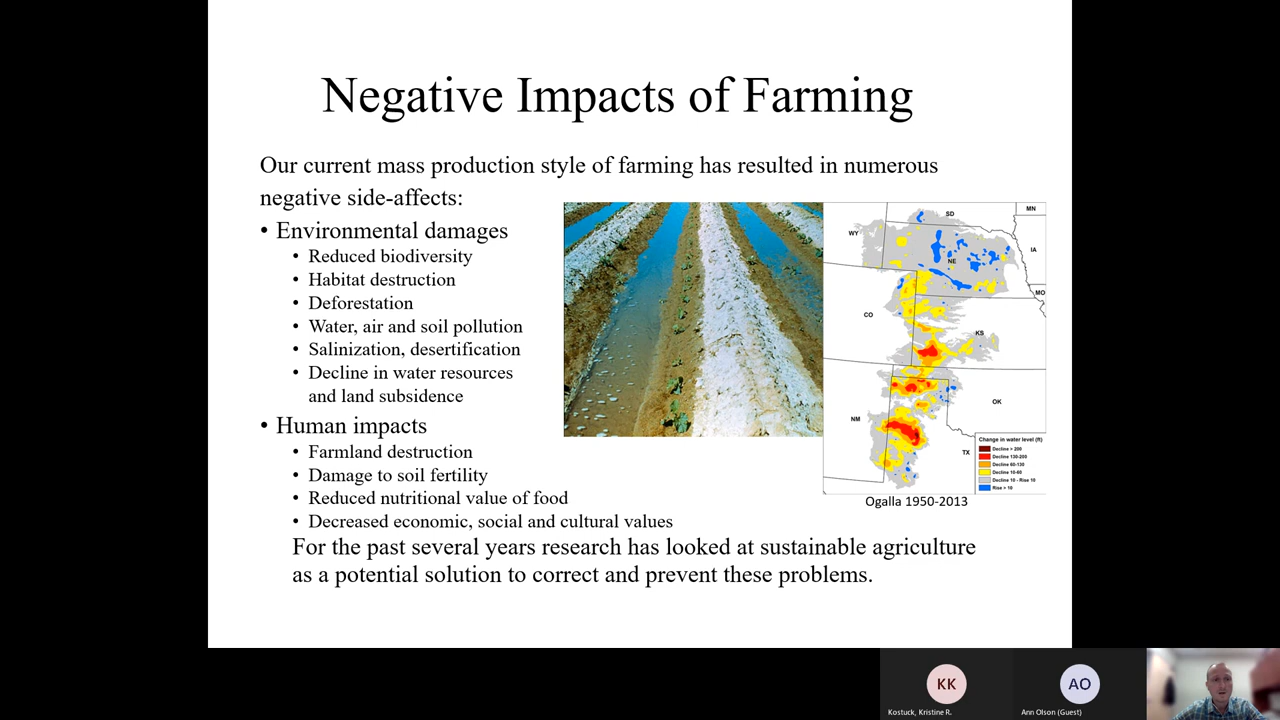 Negative Impacts of Farming
Our current mass production style of farming has resulted in numerous
negative side-affects:
• Environmental damages
• Reduced biodiversity
• Habitat destruction
• Deforestation
• Water, air and soil pollution
• Salinization, desertification
• Decline in water resources
and land subsidence
• Human impacts
• Farmland destruction
• Damage to soil fertility
• Reduced nutritional value of food
• Decreased economic, social and cultural values
For the past several years research has looked at sustainable agriculture
as a potential solution to correct and prevent these problems.
SD
MN
WY
IA
NE
MO
CO
KS
OK
NM
TX
Change in water level (ft)
Decline > 200
Decline 130-200
Decline 60-130
Decline 10-60
Decline 10 - Rise 10
Rise > 10
Ogalla 1950-2013
KK
AO
Kostuck, Kristine R.
Ann Olson (Guest)